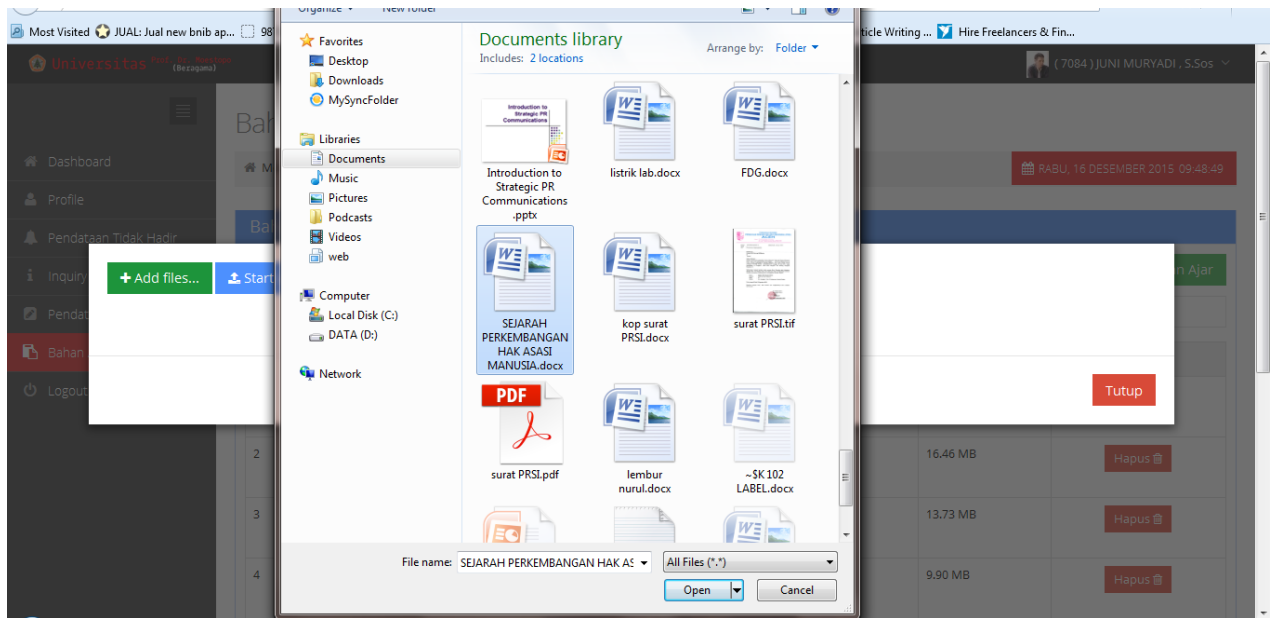 Organize New folder
Most Visited JUAL: Jual new bnib ap... 98
ticle Writing ... Hire Freelancers & Fin...
Universitas
(Beragama)
( 7084 ) JUNI MURYADI , S.Sos
Dashboard
Profile
Pendataan Tidak Hadir
Inquiry
Pendat
Bahan
Logout
Bah
M
RABU, 16 DESEMBER 2015 09:48:49
Bal
n Ajar
Add files...
Start
Tutup
Favorites
Desktop
Downloads
MySyncFolder
Libraries
Documents
Music
Pictures
Podcasts
Videos
web
Computer
Local Disk (C:)
DATA (D:)
Network
Documents library
Includes: 2 locations
Arrange by: Folder
Introduction to
Strategic PR
Communications
Introduction to
Strategic PR
Communications
.pptx
listrik lab.docx
FDG.docx
SEJARAH
PERKEMBANGAN
HAK ASASI
MANUSIA.docx
kop surat
PRSI.docx
surat PRSI.tif
PDF
surat PRSI.pdf
lembur
nurul.docx
~$K 102
LABEL.docx
File name: SEJARAH PERKEMBANGAN HAK AS All Files (*.*)
Open Cancel
2 16.46 MB Hapus
3 13.73 MB Hapus
4 9.90 MB Hapus